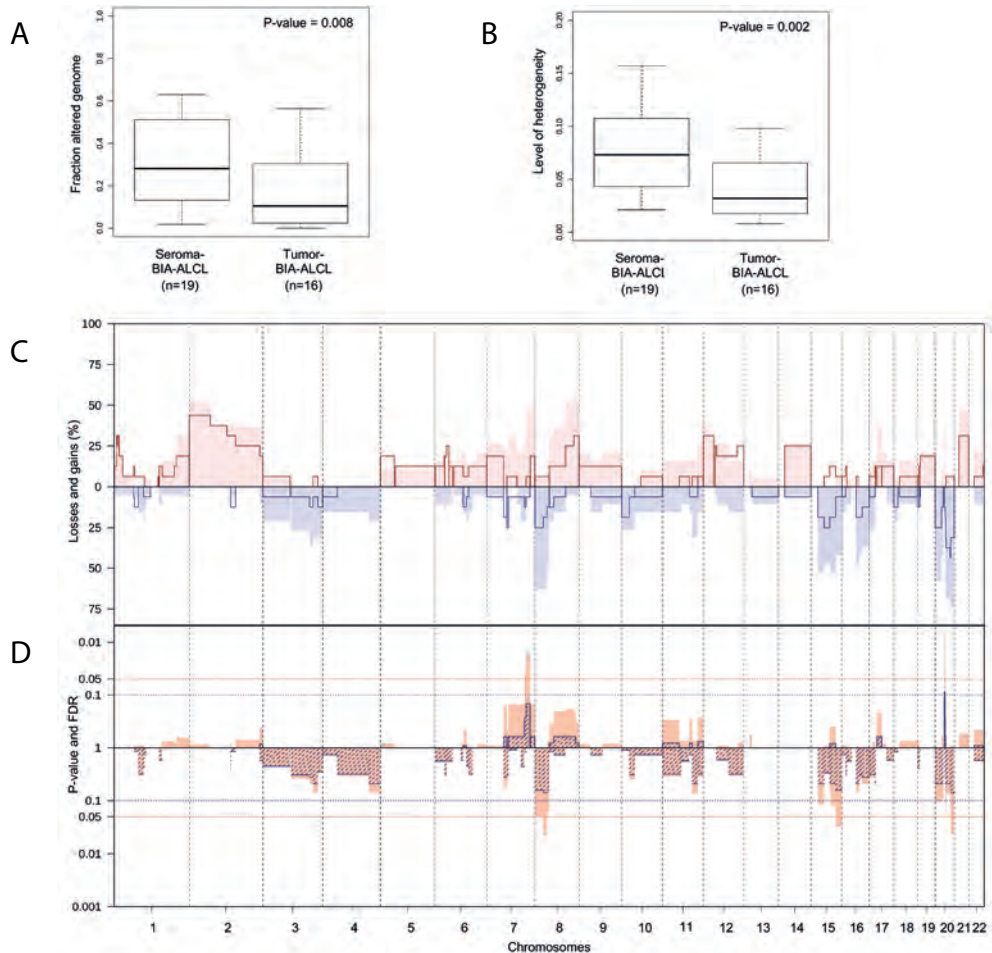 A
P-value = 0.008
Fraction altered genome
1.0
0.8
0.6
0.4
0.2
0.0
Seroma-
BIA-ALCL
(n=19)
Tumor-
BIA-ALCL
(n=16)
B
P-value = 0.002
Level of heterogeneity
0.20
0.15
0.10
0.05
0.00
Seroma-
BIA-ALCl
(n=19)
Tumor-
BIA-ALCL
(n=16)
C
Losses and gains (%)
100
75
50
25
0
25
50
75
D
P-value and FDR
0.01
0.05
0.1
1
0.1
0.05
0.01
0.001
1 2 3 4 5 6 7 8 9 10 11 12 13 14 15 16 17 18 19 20 21 22
Chromosomes